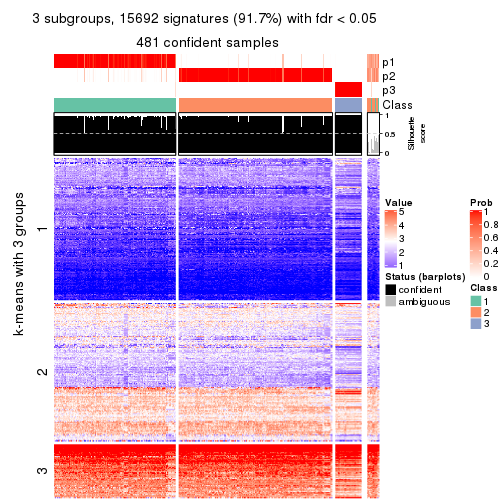 3 subgroups, 15692 signatures (91.7%) with fdr < 0.05
481 confident samples
p1
p2
p3
Class
1
0.5
0
Silhouette
score
k-means with 3 groups
1
2
3
Value
5
4
3
2
1
Status (barplots)
confident
ambiguous
Prob
1
0.8
0.6
0.4
0.2
0
Class
1
2
3